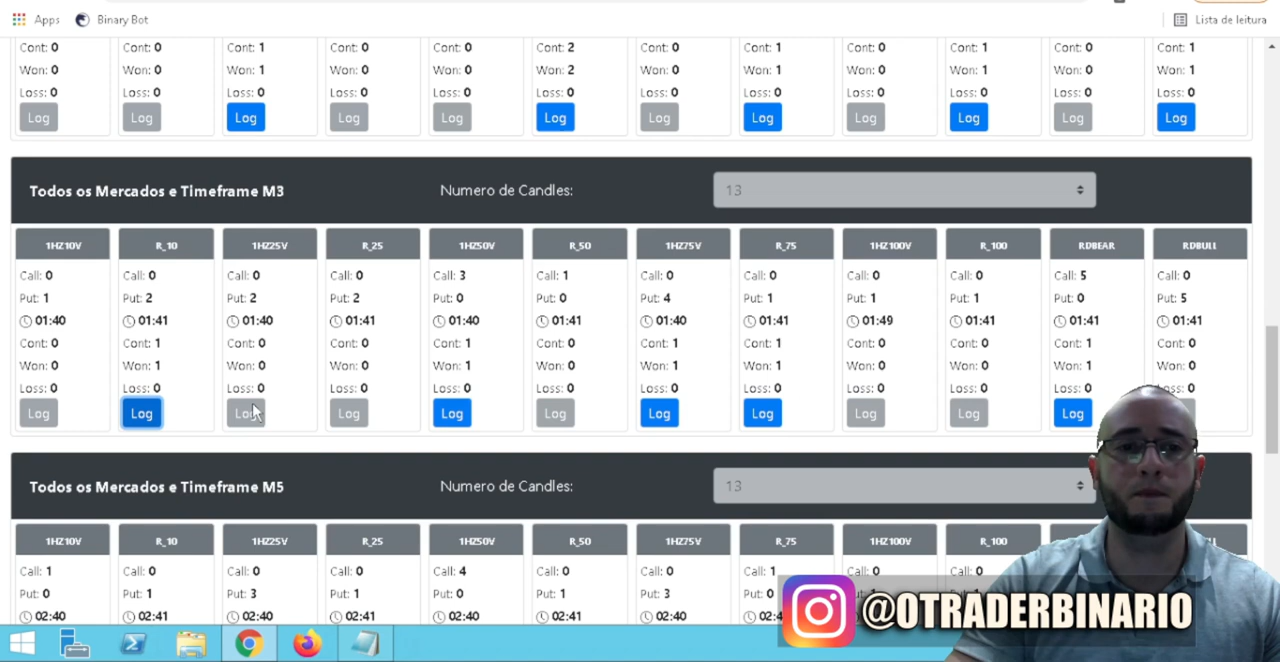 Apps Binary Bot Lista de leitura
Cont: 0 Cont: 0 Cont: 1 Cont: 0 Cont: 0 Cont: 2 Cont: 0 Cont: 1 Cont: 0 Cont: 1 Cont: 0 Cont: 1
Won: 0 Won: 0 Won: 1 Won: 0 Won: 0 Won: 2 Won: 0 Won: 1 Won: 0 Won: 1 Won: 0 Won: 1
Loss: 0 Loss: 0 Loss: 0 Loss: 0 Loss: 0 Loss: 0 Loss: 0 Loss: 0 Loss: 0 Loss: 0 Loss: 0 Loss: 0
Log Log Log Log Log Log Log Log Log Log Log Log
Todos os Mercados e Timeframe M3 Numero de Candles: 13
1HZ10V R_10 1HZ25V R_25 1HZ50V R_50 1HZ75V R_75 1HZ100V R_100 RDBEAR RDBULL
Call: 0 Call: 0 Call: 0 Call: 0 Call: 3 Call: 1 Call: 0 Call: 0 Call: 0 Call: 0 Call: 5 Call: 0
Put: 1 Put: 2 Put: 2 Put: 2 Put: 0 Put: 0 Put: 4 Put: 1 Put: 1 Put: 1 Put: 0 Put: 5
01:40 01:41 01:40 01:41 01:40 01:41 01:40 01:41 01:49 01:41 01:41 01:41
Cont: 0 Cont: 1 Cont: 0 Cont: 0 Cont: 1 Cont: 0 Cont: 1 Cont: 1 Cont: 0 Cont: 0 Cont: 1 Cont: 0
Won: 0 Won: 1 Won: 0 Won: 0 Won: 1 Won: 0 Won: 1 Won: 1 Won: 0 Won: 0 Won: 1 Won: 0
Loss: 0 Loss: 0 Loss: 0 Loss: 0 Loss: 0 Loss: 0 Loss: 0 Loss: 0 Loss: 0 Loss: 0 Loss: 0
Log Log Log Log Log Log Log Log Log Log Log
Todos os Mercados e Timeframe M5 Numero de Candles: 13
1HZ10V R_10 1HZ25V R_25 1HZ50V R_50 1HZ75V R_75 1HZ100V R_100
Call: 1 Call: 0 Call: 0 Call: 0 Call: 4 Call: 0 Call: 0 Call: 1 Call: 0 Call: 0
Put: 0 Put: 1 Put: 3 Put: 1 Put: 0 Put: 1 Put: 3
02:40 02:41 02:40 02:41 02:40 02:41 02:40
@OTRADERBINARIO